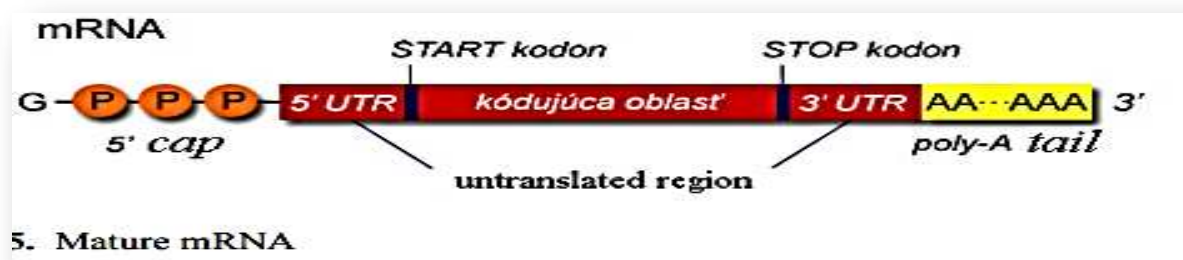 mRNA
START kodon STOP kodon
G P P P 5' UTR kódujúca oblasť 3' UTR AA···AAA 3'
5' cap poly-A tail
untranslated region
5. Mature mRNA